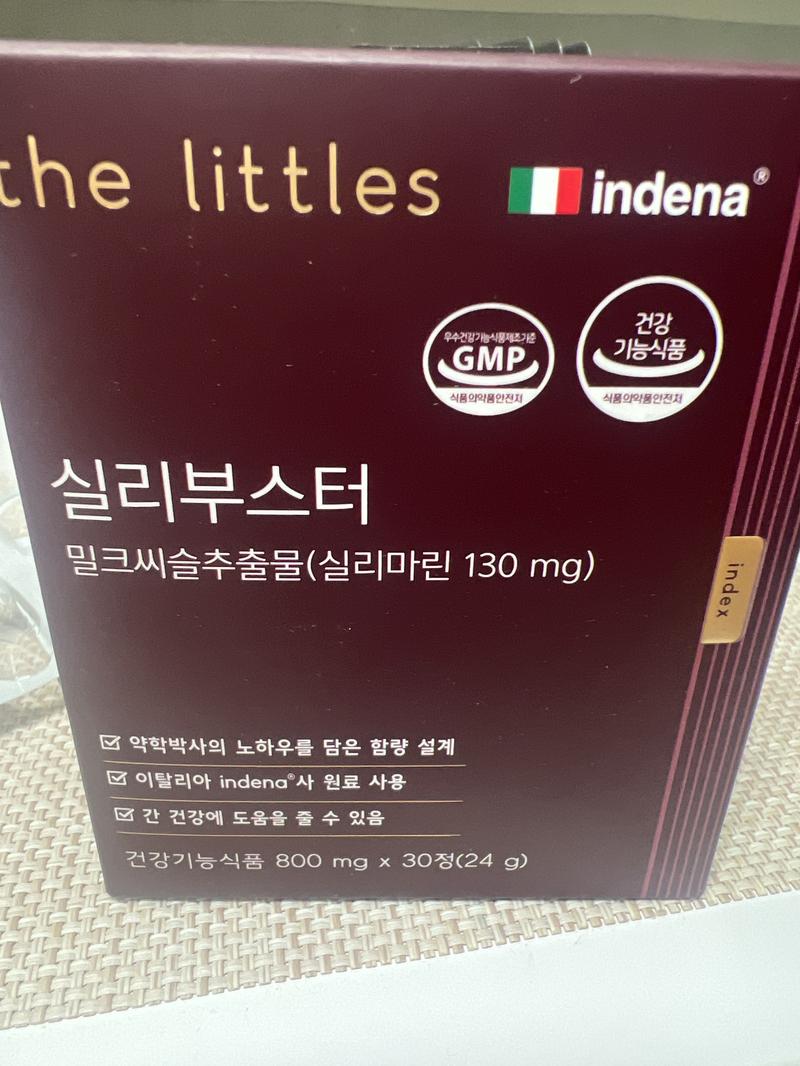 the littles
indena®
우수건강기능식품제조기준
GMP
식품의약품안전처
건강
기능식품
식품의약품안전처
실리부스터
밀크씨슬추출물(실리마린 130 mg)
index
약학박사의 노하우를 담은 함량 설계
이탈리아 indena®사 원료 사용
간 건강에 도움을 줄 수 있음
건강기능식품 800 mg x 30정(24 g)